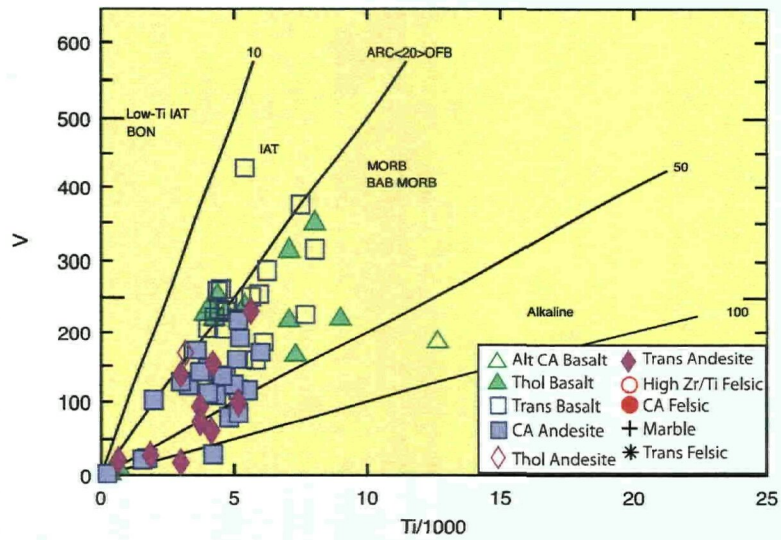 600
10
ARC<20>OFB
Low-Ti IAT
BON
500
IAT
MORB
BAB MORB
400
50
V
300
Alkaline
100
200
Alt CA Basalt
Trans Andesite
Thol Basalt
High Zr/Ti Felsic
Trans Basalt
CA Felsic
CA Andesite
Marble
Thol Andesite
Trans Felsic
100
0
0
5
10
15
20
25
Ti/1000